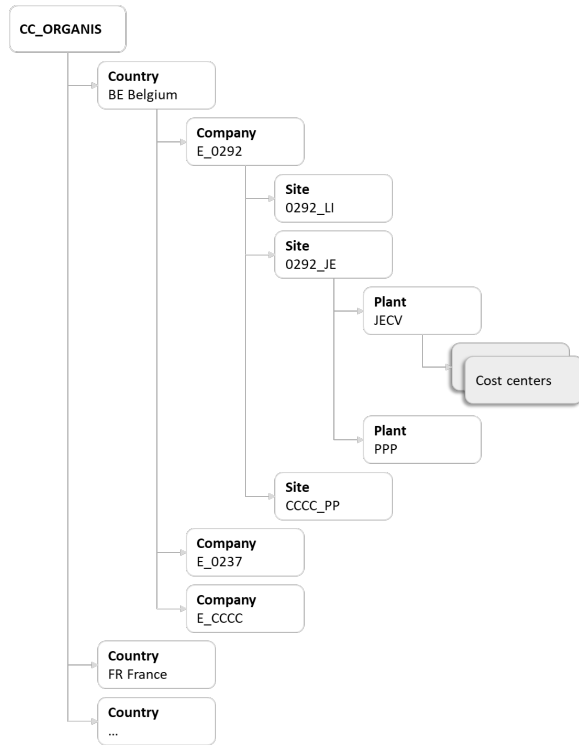 CC_ORGANIS
Country
BE Belgium
Company
E_0292
Site
0292_LI
Site
0292_JE
Plant
JECV
Cost centers
Plant
PPP
Site
CCCC_PP
Company
E_0237
Company
E_CCCC
Country
FR France
Country
...